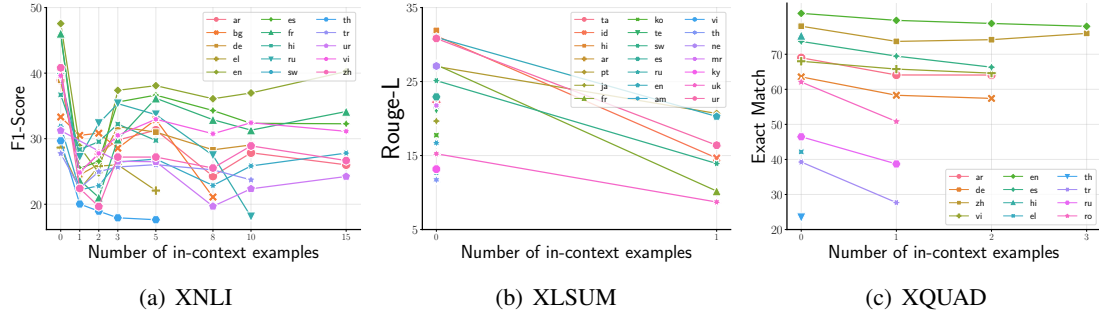 50
40
30
20
F1-Score
ar
bg
de
el
en
es
fr
hi
ru
sw
th
tr
ur
vi
zh
0 1 2 3 5 8 10 15
Number of in-context examples
(a) XNLI
35
25
15
5
Rouge-L
ta
id
hi
ar
pt
ja
fr
ko
te
sw
es
ru
en
am
vi
th
ne
mr
ky
uk
ur
0 1
Number of in-context examples
(b) XLSUM
80
70
60
50
40
30
20
Exact Match
ar
de
zh
vi
en
es
hi
el
th
tr
ru
ro
0 1 2 3
Number of in-context examples
(c) XQUAD